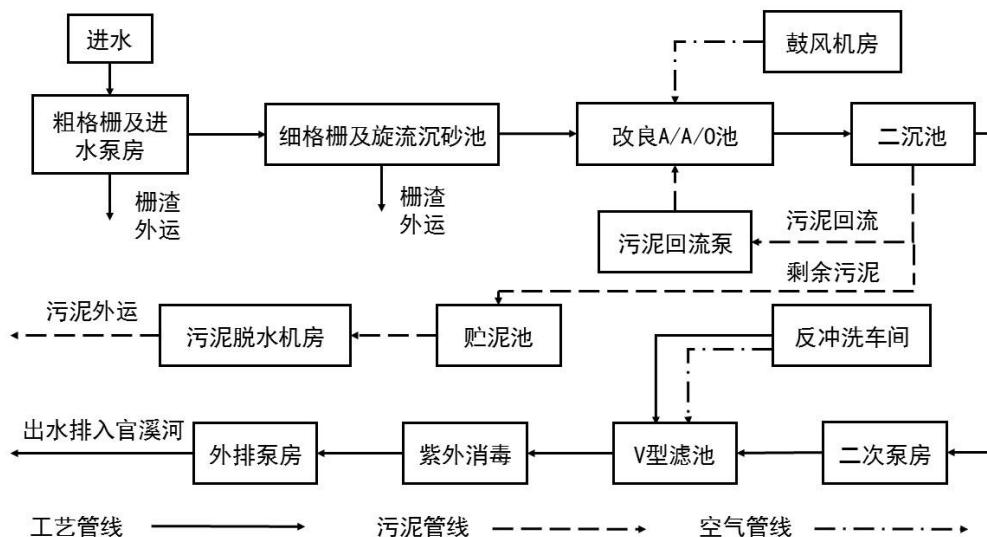 进水
鼓风机房
粗格栅及进
水泵房
细格栅及旋流沉砂池
改良A/A/O池
二沉池
栅渣
外运
栅渣
外运
污泥回流泵
污泥回流
剩余污泥
污泥外运
污泥脱水机房
贮泥池
反冲洗车间
出水排入官溪河
外排泵房
紫外消毒
V型滤池
二次泵房
工艺管线
污泥管线
空气管线